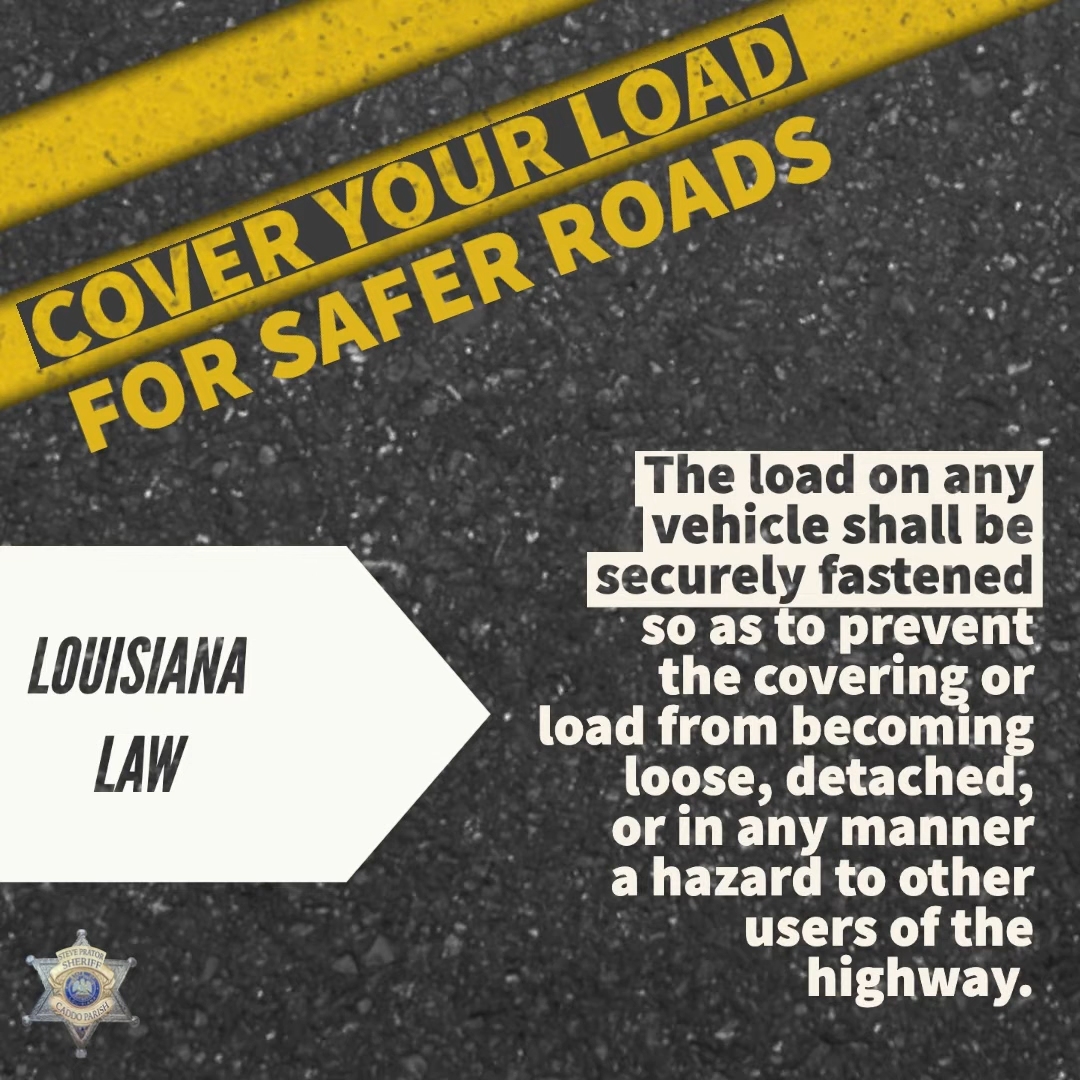 COVER YOUR LOAD
FOR SAFER ROADS
The load on any
vehicle shall be
securely fastened
so as to prevent
the covering or
load from becoming
loose, detached,
or in any manner
a hazard to other
users of the
highway.
LOUISIANA
LAW
STEVE PRATOR
SHERIFF
CADDO PARISH